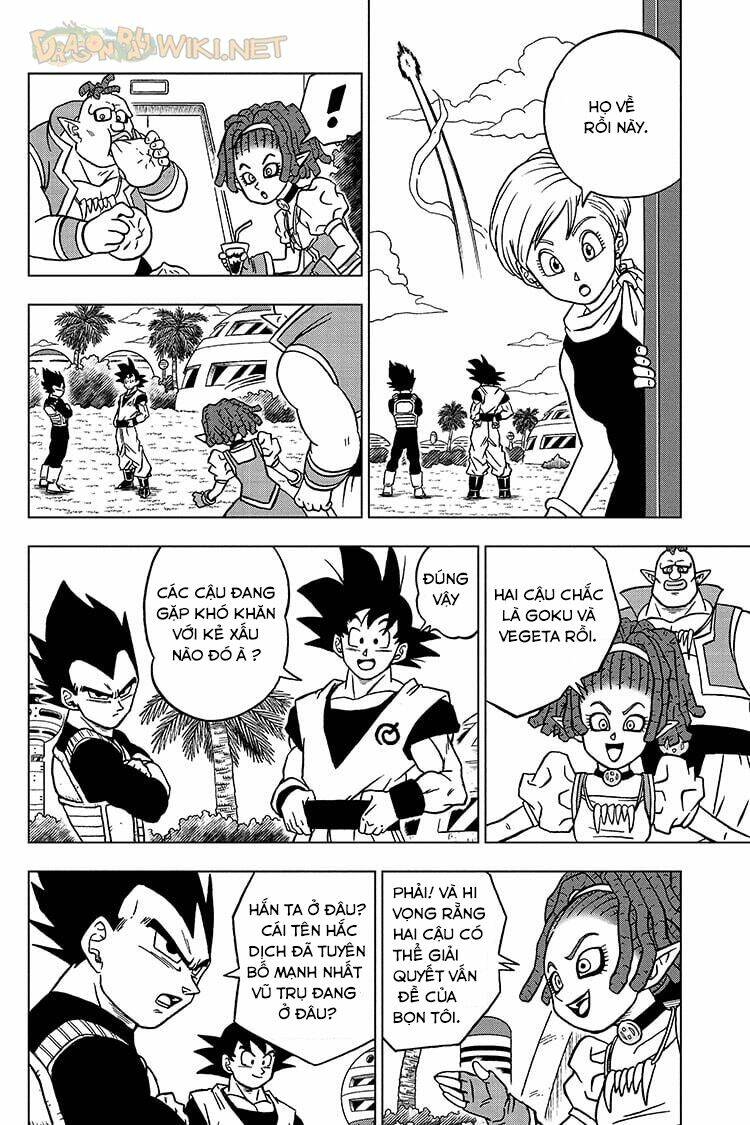 DRAGON BALL WIKI.NET
HỌ VỀ
RỒI NÀY.
!
HAI CẬU CHẮC
LÀ GOKU VÀ
VEGETA RỒI.
ĐÚNG
VẬY
CÁC CẬU ĐANG
GẶP KHÓ KHĂN
VỚI KẺ XẤU
NÀO ĐÓ À ?
PHẢI! VÀ HI
VỌNG RẰNG
HAI CẬU CÓ
THỂ GIẢI
QUYẾT VẤN
ĐỀ CỦA
BỌN TÔI.
HẮN TA Ở ĐÂU?
CÁI TÊN HẮC
DỊCH ĐÃ TUYÊN
BỐ MẠNH NHẤT
VŨ TRỤ ĐANG
Ở ĐÂU?